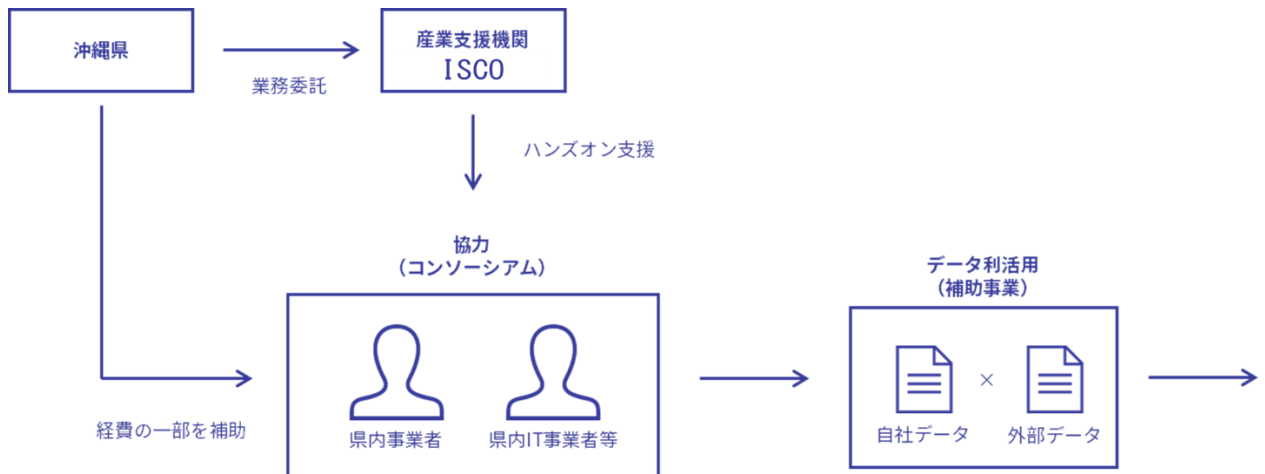 沖縄県
業務委託
産業支援機関
ISCO
ハンズオン支援
協力
（コンソーシアム）
経費の一部を補助
県内事業者
県内IT事業者等
データ利活用
（補助事業）
自社データ
×
外部データ